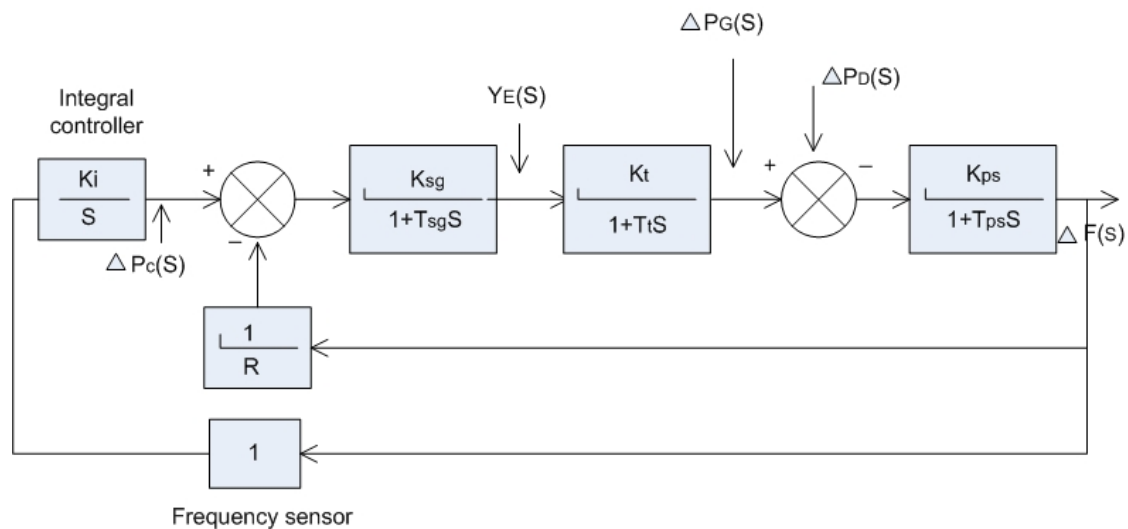 △PG(S)
△PD(S)
YE(S)
Integral
controller
Ki
S
+
Ksg
1+TsgS
Kt
1+TtS
+
–
Kps
1+TpsS
–
△Pc(S)
△F(s)
1
R
1
Frequency sensor